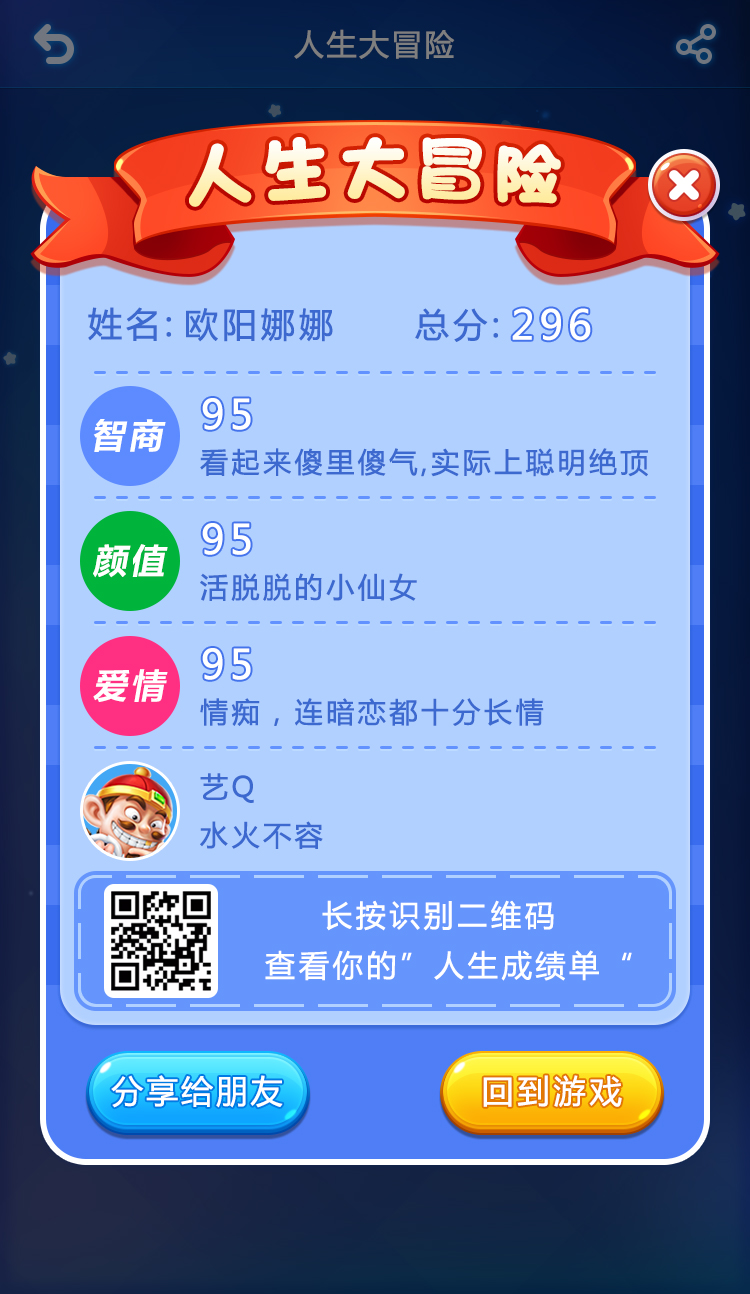 人生大冒险
人生大冒险
姓名: 欧阳娜娜 总分: 296
智商
95
看起来傻里傻气,实际上聪明绝顶
颜值
95
活脱脱的小仙女
爱情
95
情痴，连暗恋都十分长情
艺Q
水火不容
长按识别二维码
查看你的”人生成绩单“
分享给朋友 回到游戏